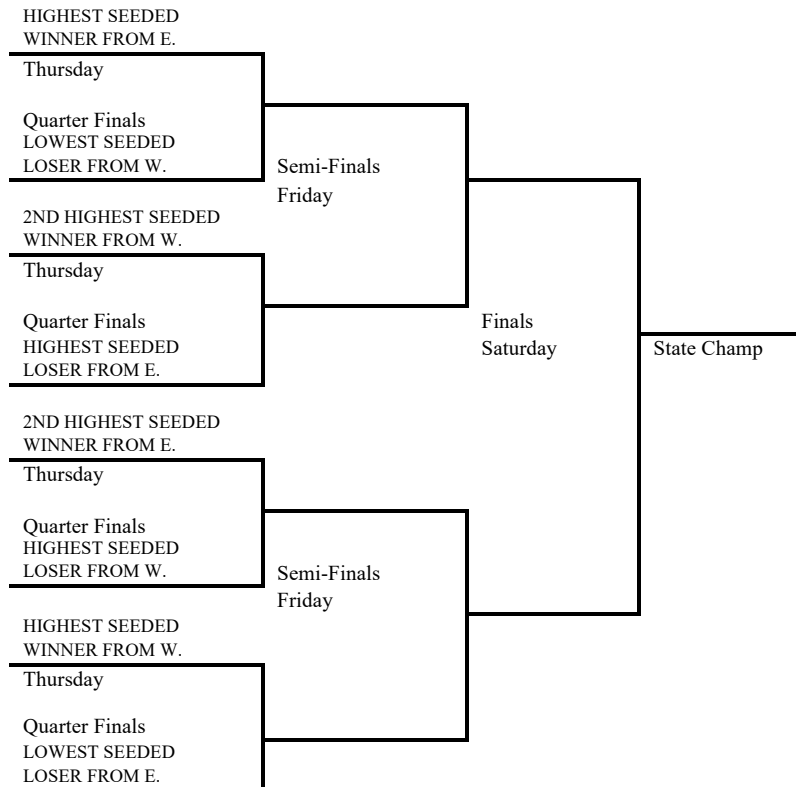 HIGHEST SEEDED
WINNER FROM E.
Thursday
Quarter Finals
LOWEST SEEDED
LOSER FROM W.
Semi-Finals
Friday
2ND HIGHEST SEEDED
WINNER FROM W.
Thursday
Quarter Finals
HIGHEST SEEDED
LOSER FROM E.
Finals
Saturday
State Champ
2ND HIGHEST SEEDED
WINNER FROM E.
Thursday
Quarter Finals
HIGHEST SEEDED
LOSER FROM W.
Semi-Finals
Friday
HIGHEST SEEDED
WINNER FROM W.
Thursday
Quarter Finals
LOWEST SEEDED
LOSER FROM E.